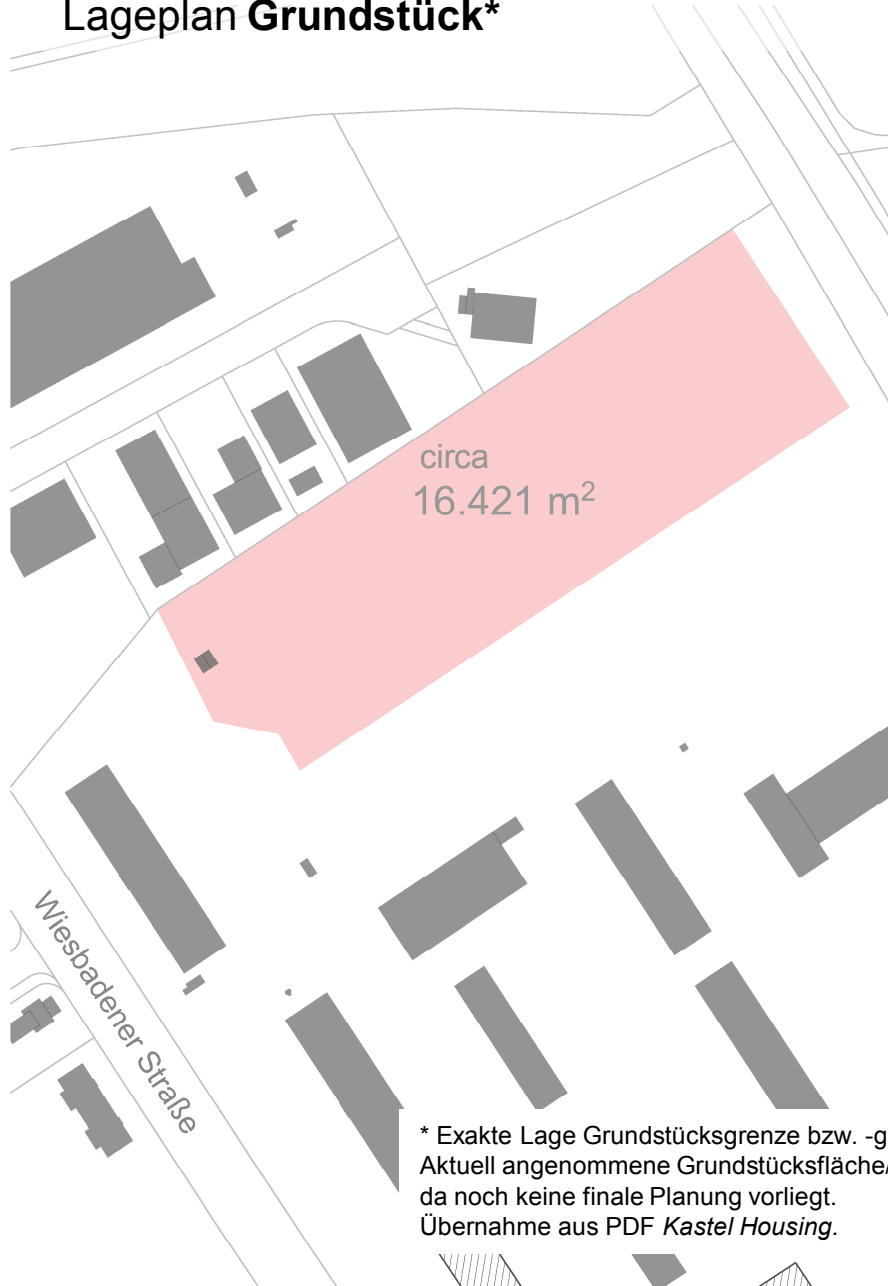 Lageplan Grundstück*
circa
16.421 m²
Wiesbadener Straße
* Exakte Lage Grundstücksgrenze bzw. -g
Aktuell angenommene Grundstücksfläche/
da noch keine finale Planung vorliegt.
Übernahme aus PDF Kastel Housing.